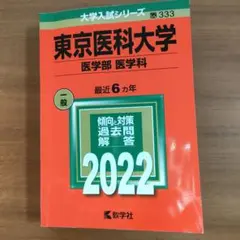 大学入試シリーズ 333
東京医科大学
医学部 医学科
一般
最近6カ年
傾向と対策
過去問
解答
2022
教学社